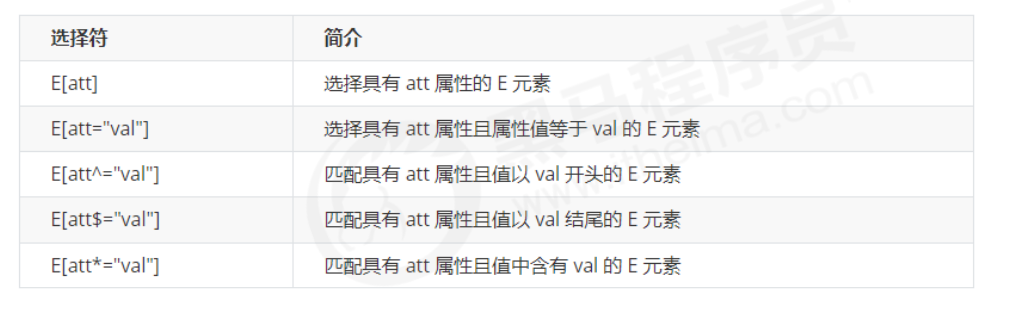 选择符 简介
E[att] 选择具有 att 属性的 E 元素
E[att="val"] 选择具有 att 属性且属性值等于 val 的 E 元素
E[att^="val"] 匹配具有 att 属性且值以 val 开头的 E 元素
E[att$="val"] 匹配具有 att 属性且值以 val 结尾的 E 元素
E[att*="val"] 匹配具有 att 属性且值中含有 val 的 E 元素
黑马程序员
www.itheima.com